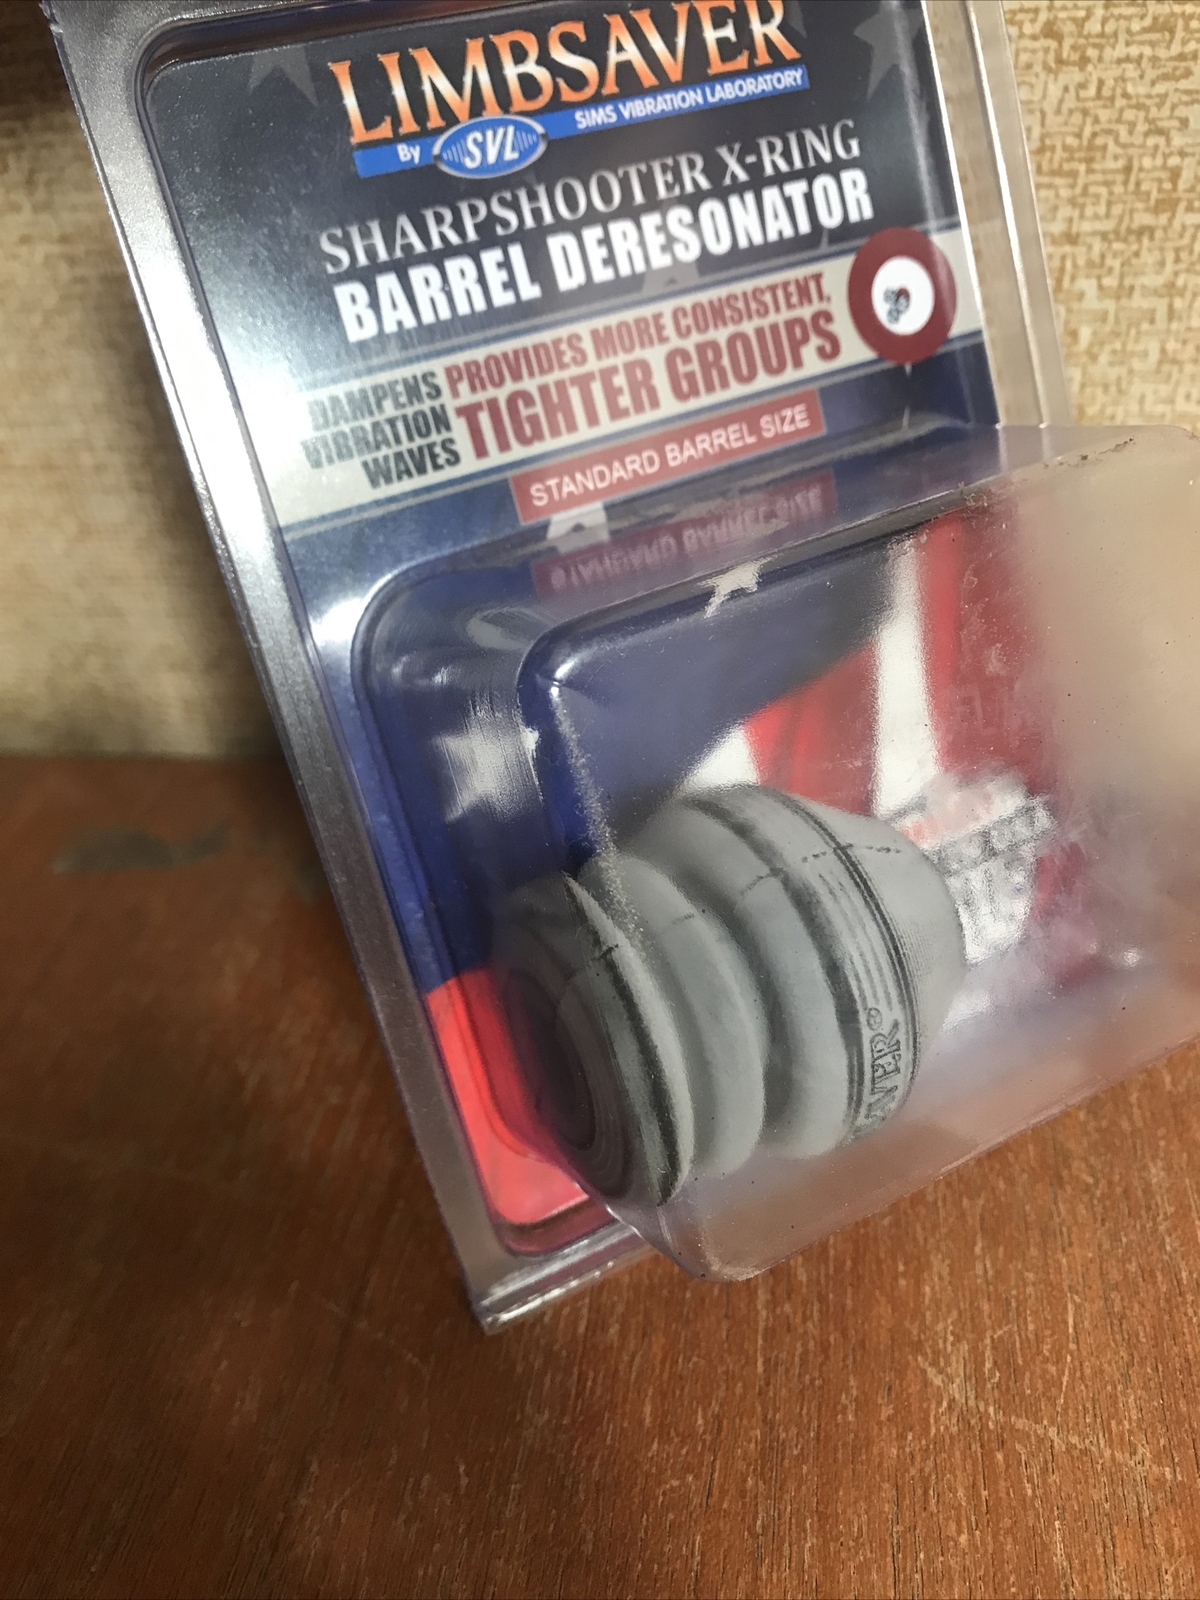 LIMBSAVER
By SVL SIMS VIBRATION LABORATORY
SHARPSHOOTER X-RING
BARREL DERESONATOR
DAMPENS
VIBRATION
WAVES
PROVIDES MORE CONSISTENT,
TIGHTER GROUPS
STANDARD BARREL SIZE
AVER®